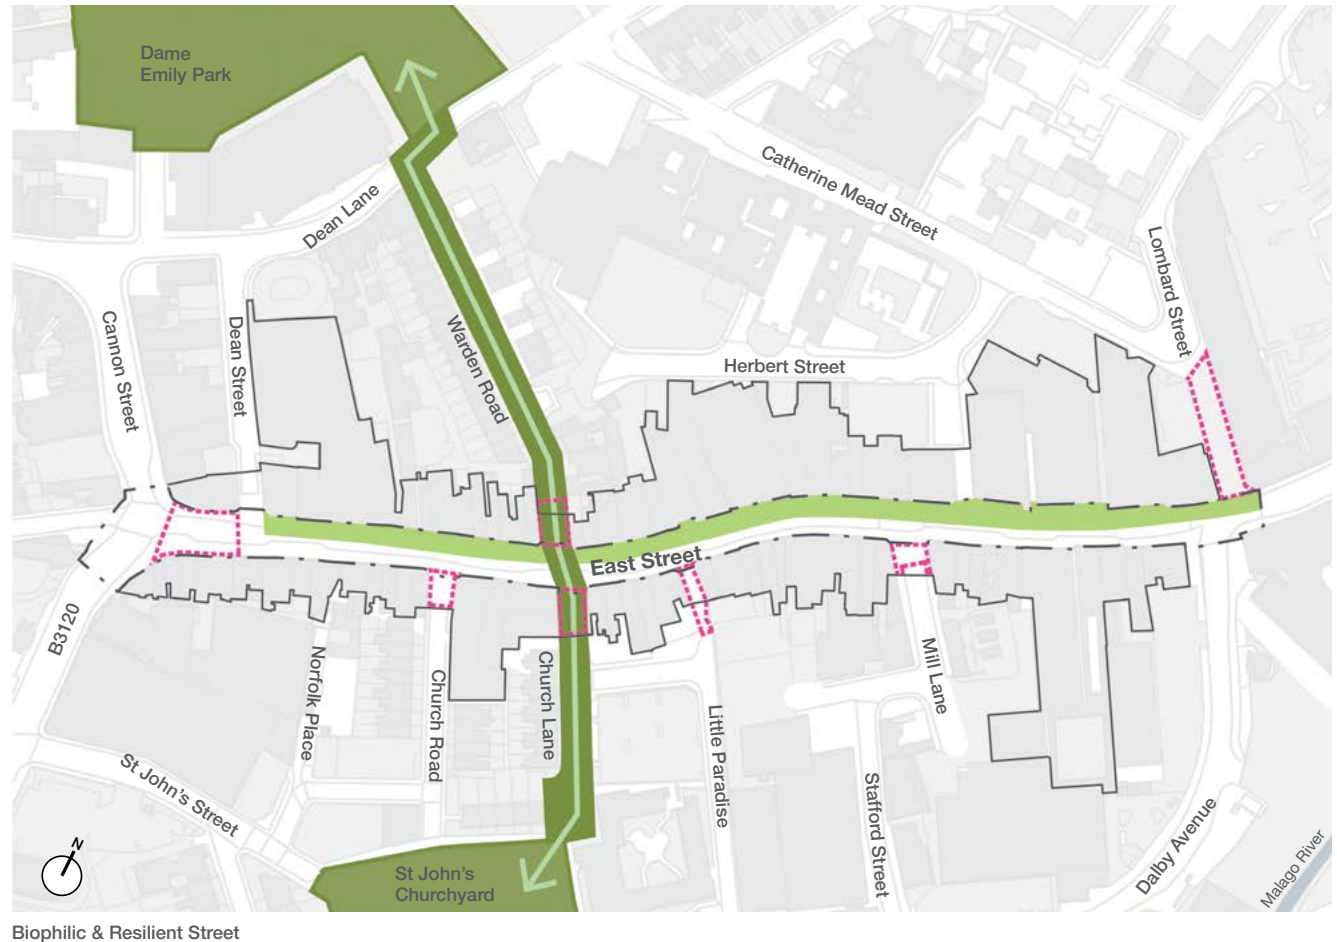 Dame
Emily Park
Catherine Mead Street
Dean Lane
Lombard Street
Cannon Street
Dean Street
Warden Road
Herbert Street
East Street
B3120
Norfolk Place
Church Road
Church Lane
Mill Lane
Little Paradise
Stafford Street
St John's Street
Dalby Avenue
Malago River
N
St John's
Churchyard
Biophilic & Resilient Street